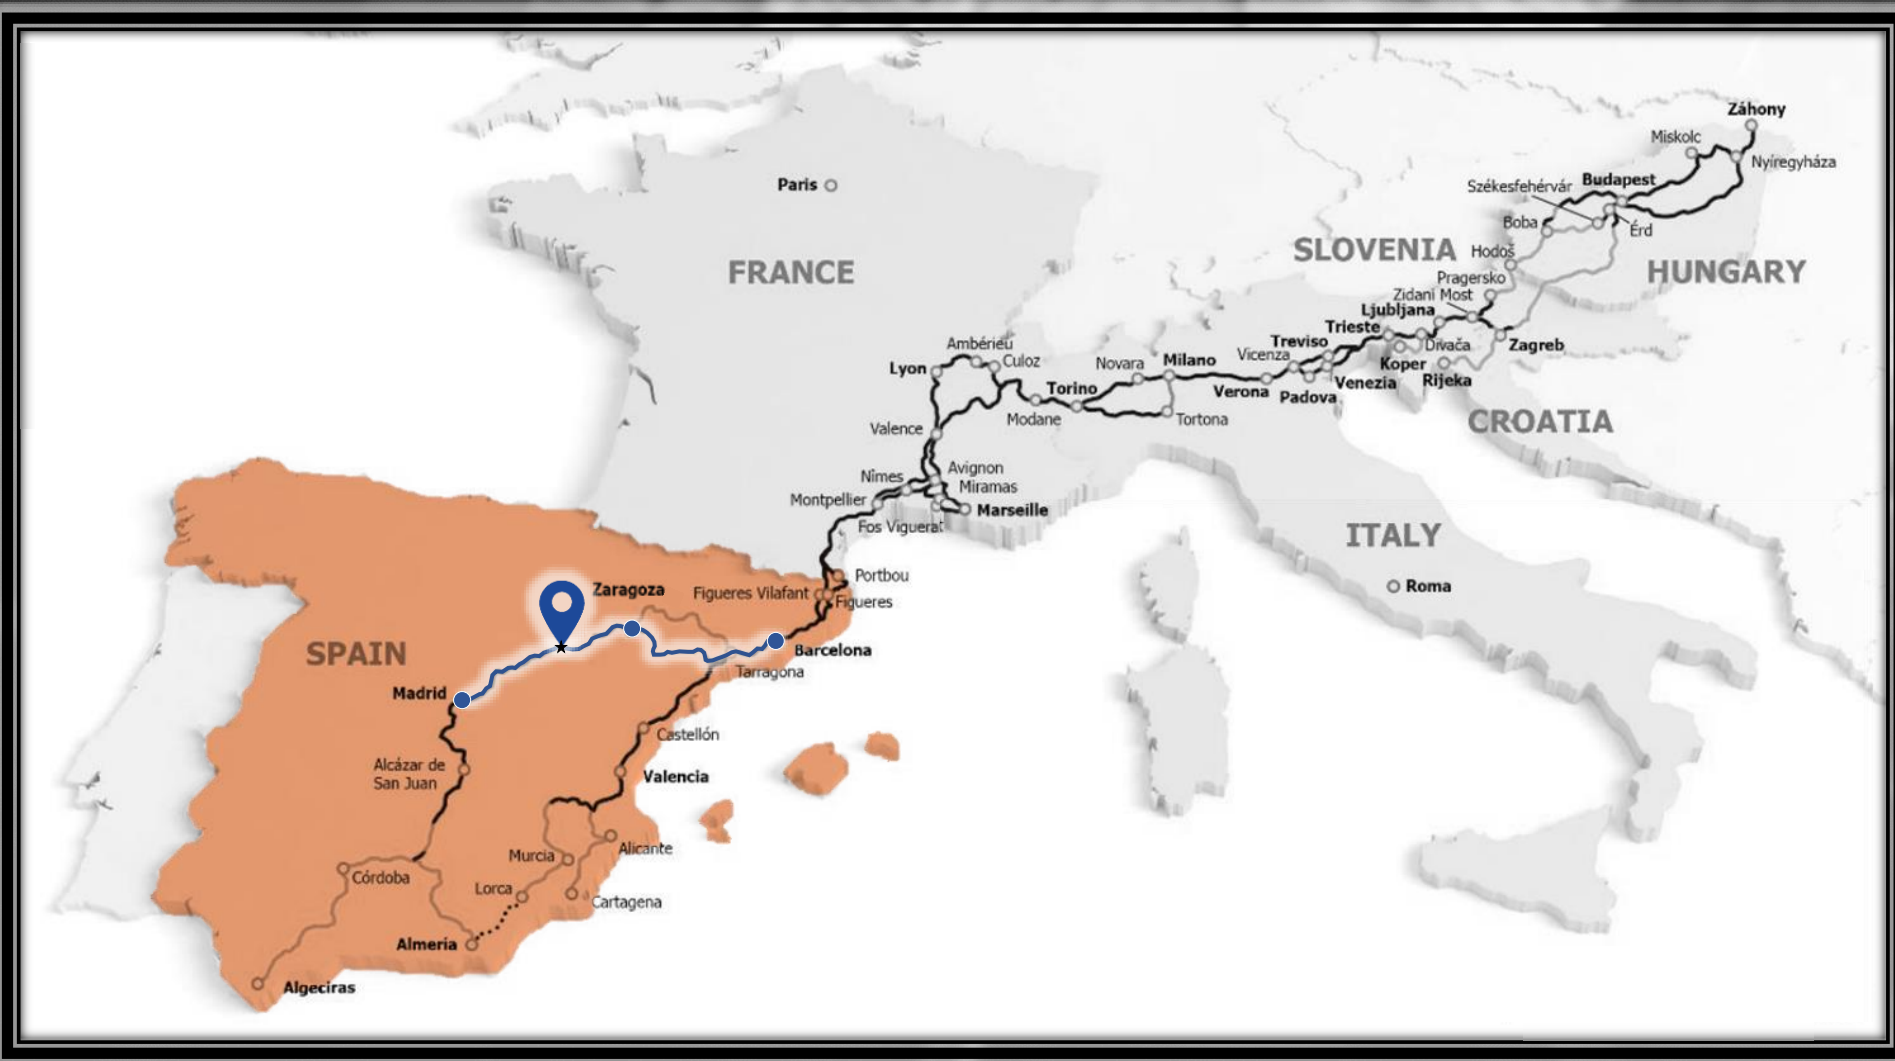 Záhony
Miskolc
Nyíregyháza
Paris
Székesfehérvár
Budapest
Boba
Érd
SLOVENIA
Hodoš
FRANCE
HUNGARY
Pragersko
Zidani Most
Ljubljana
Trieste
Treviso
Ambérieu
Divača
Zagreb
Culoz
Novara
Milano
Vicenza
Lyon
Koper
Torino
Verona
Padova
Venezia
Rijeka
Modane
Tortona
CROATIA
Valence
Avignon
Nîmes
Miramas
Montpellier
Marseille
Fos Viguerat
ITALY
Portbou
Roma
Zaragoza
Figueres Vilafant
Figueres
SPAIN
Barcelona
Tarragona
Madrid
Castellón
Alcázar de
San Juan
Valencia
Alicante
Murcia
Córdoba
Lorca
Cartagena
Almería
Algeciras